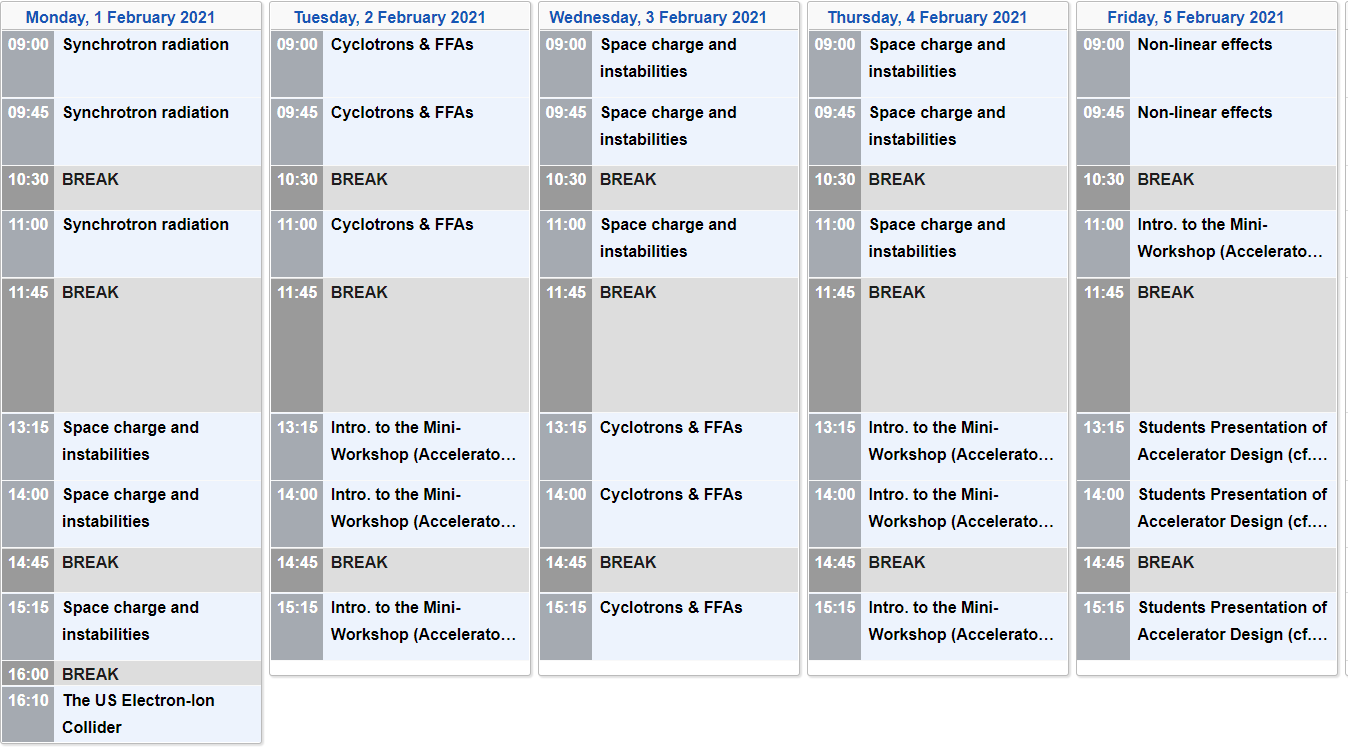 Monday, 1 February 2021
09:00 Synchrotron radiation
09:45 Synchrotron radiation
10:30 BREAK
11:00 Synchrotron radiation
11:45 BREAK
13:15 Space charge and
instabilities
14:00 Space charge and
instabilities
14:45 BREAK
15:15 Space charge and
instabilities
16:00 BREAK
16:10 The US Electron-Ion
Collider
Tuesday, 2 February 2021
09:00 Cyclotrons & FFAs
09:45 Cyclotrons & FFAs
10:30 BREAK
11:00 Cyclotrons & FFAs
11:45 BREAK
13:15 Intro. to the Mini-
Workshop (Accelerato...
14:00 Intro. to the Mini-
Workshop (Accelerato...
14:45 BREAK
15:15 Intro. to the Mini-
Workshop (Accelerato...
Wednesday, 3 February 2021
09:00 Space charge and
instabilities
09:45 Space charge and
instabilities
10:30 BREAK
11:00 Space charge and
instabilities
11:45 BREAK
13:15 Cyclotrons & FFAs
14:00 Cyclotrons & FFAs
14:45 BREAK
15:15 Cyclotrons & FFAs
Thursday, 4 February 2021
09:00 Space charge and
instabilities
09:45 Space charge and
instabilities
10:30 BREAK
11:00 Space charge and
instabilities
11:45 BREAK
13:15 Intro. to the Mini-
Workshop (Accelerato...
14:00 Intro. to the Mini-
Workshop (Accelerato...
14:45 BREAK
15:15 Intro. to the Mini-
Workshop (Accelerato...
Friday, 5 February 2021
09:00 Non-linear effects
09:45 Non-linear effects
10:30 BREAK
11:00 Intro. to the Mini-
Workshop (Accelerato...
11:45 BREAK
13:15 Students Presentation of
Accelerator Design (cf....
14:00 Students Presentation of
Accelerator Design (cf....
14:45 BREAK
15:15 Students Presentation of
Accelerator Design (cf....